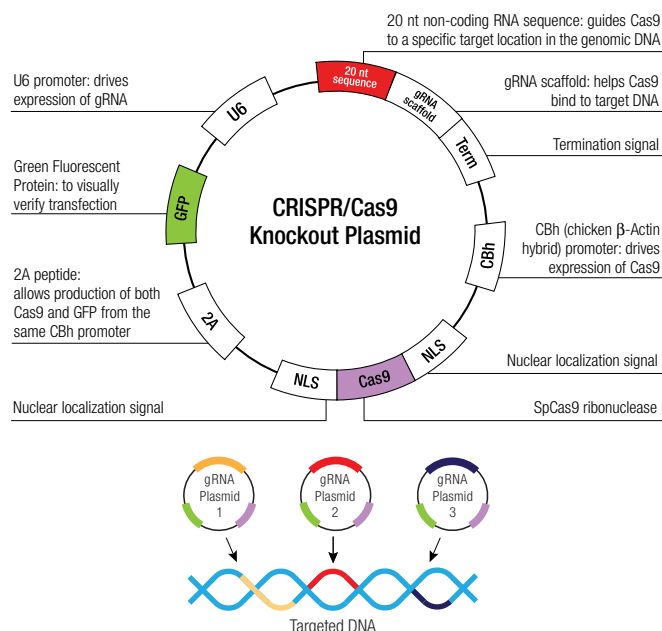 20 nt non-coding RNA sequence: guides Cas9
to a specific target location in the genomic DNA
U6 promoter: drives
expression of gRNA
20 nt
sequence
gRNA
scaffold
gRNA scaffold: helps Cas9
bind to target DNA
U6
Term
Termination signal
Green Fluorescent
Protein: to visually
verify transfection
GFP
CRISPR/Cas9
Knockout Plasmid
CBh
CBh (chicken β-Actin
hybrid) promoter: drives
expression of Cas9
2A peptide:
allows production of both
Cas9 and GFP from the
same CBh promoter
2A
NLS
Cas9
NLS
Nuclear localization signal
Nuclear localization signal
SpCas9 ribonuclease
gRNA
Plasmid
1
gRNA
Plasmid
2
gRNA
Plasmid
3
Targeted DNA